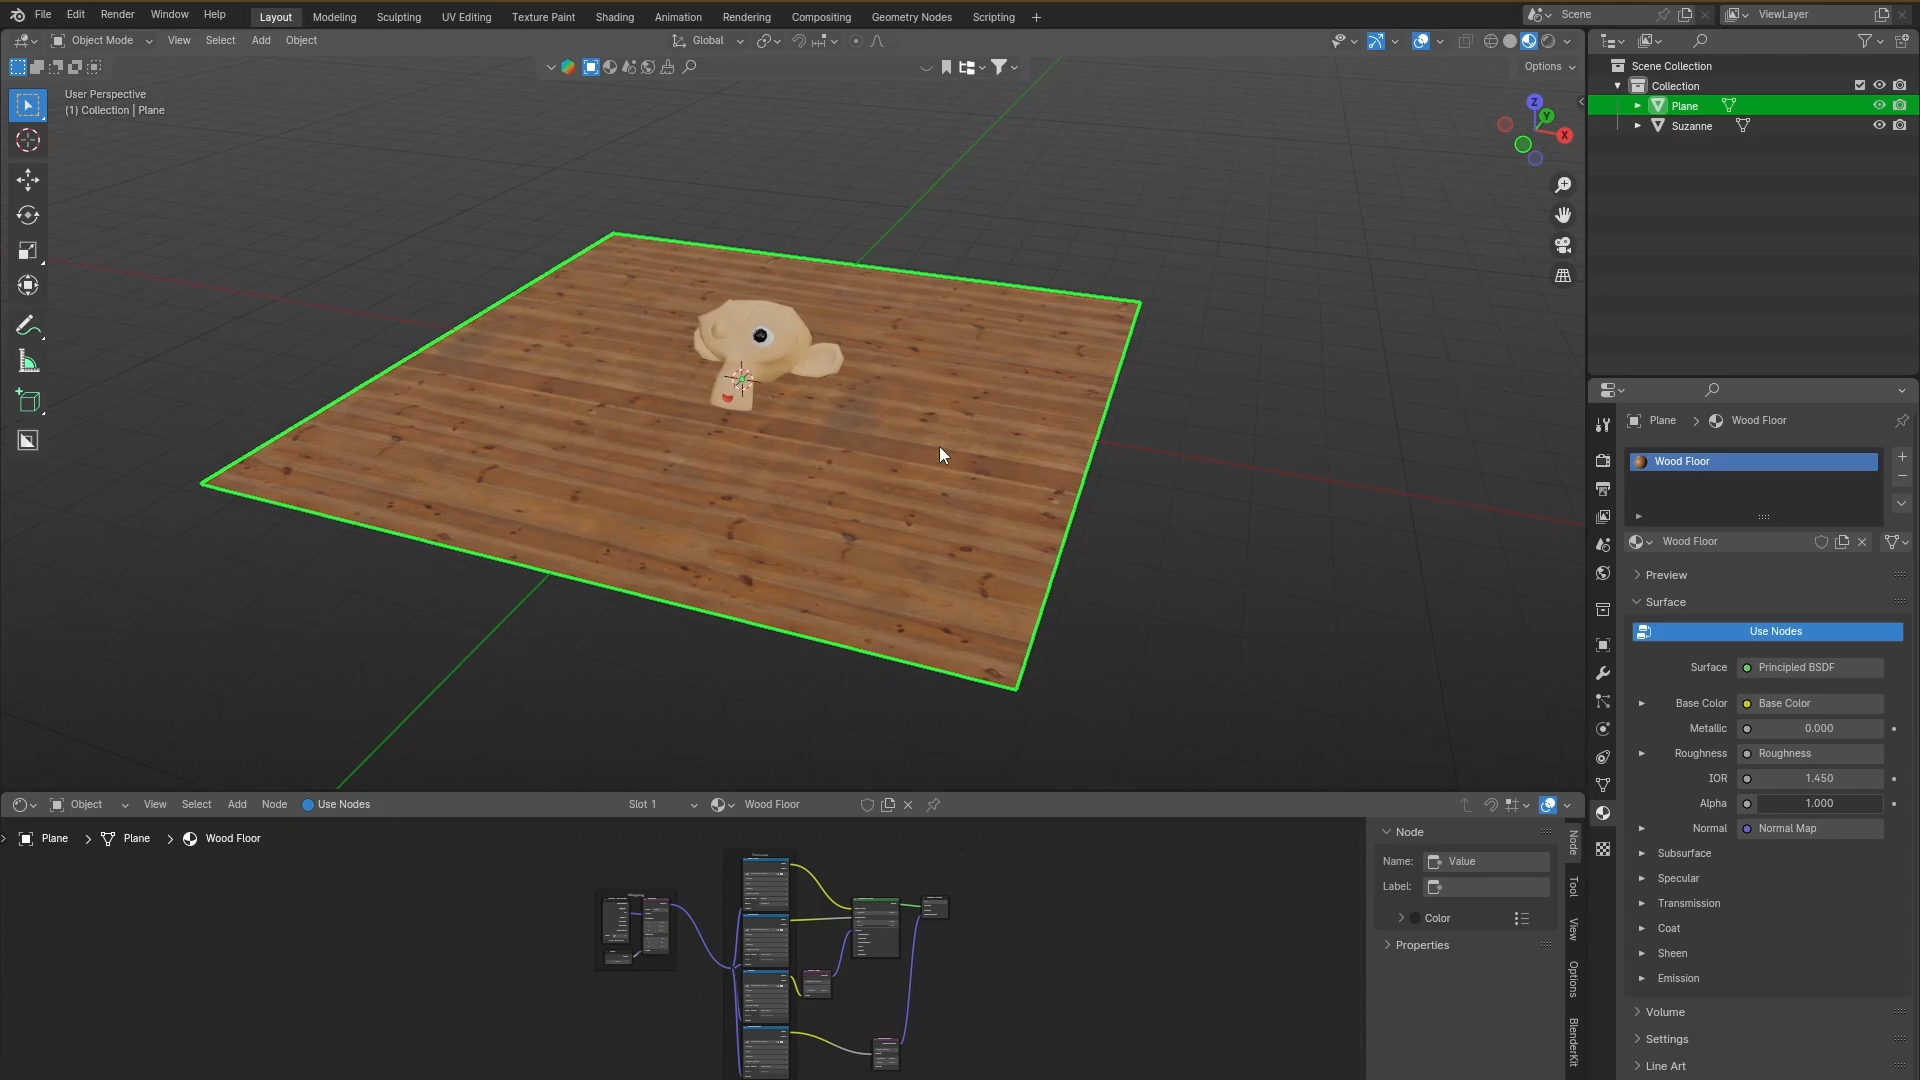 File Edit Render Window Help Layout Modeling Sculpting UV Editing Texture Paint Shading Animation Rendering Compositing Geometry Nodes Scripting + Scene ViewLayer
Object Mode View Select Add Object Global
Options
User Perspective
(1) Collection | Plane
Z
Y
X
Scene Collection
Collection
Plane
Suzanne
Plane > Wood Floor
Wood Floor
Wood Floor
Preview
Surface
Use Nodes
Surface Principled BSDF
Base Color Base Color
Metallic 0.000
Roughness Roughness
IOR 1.450
Alpha 1.000
Normal Normal Map
Subsurface
Specular
Transmission
Coat
Sheen
Emission
Volume
Settings
Line Art
Object View Select Add Node Use Nodes Slot 1 Wood Floor
Plane > Plane > Wood Floor
Node
Name: Value
Label:
Color
Properties
Node
Tool
View
Options
BlenderKit